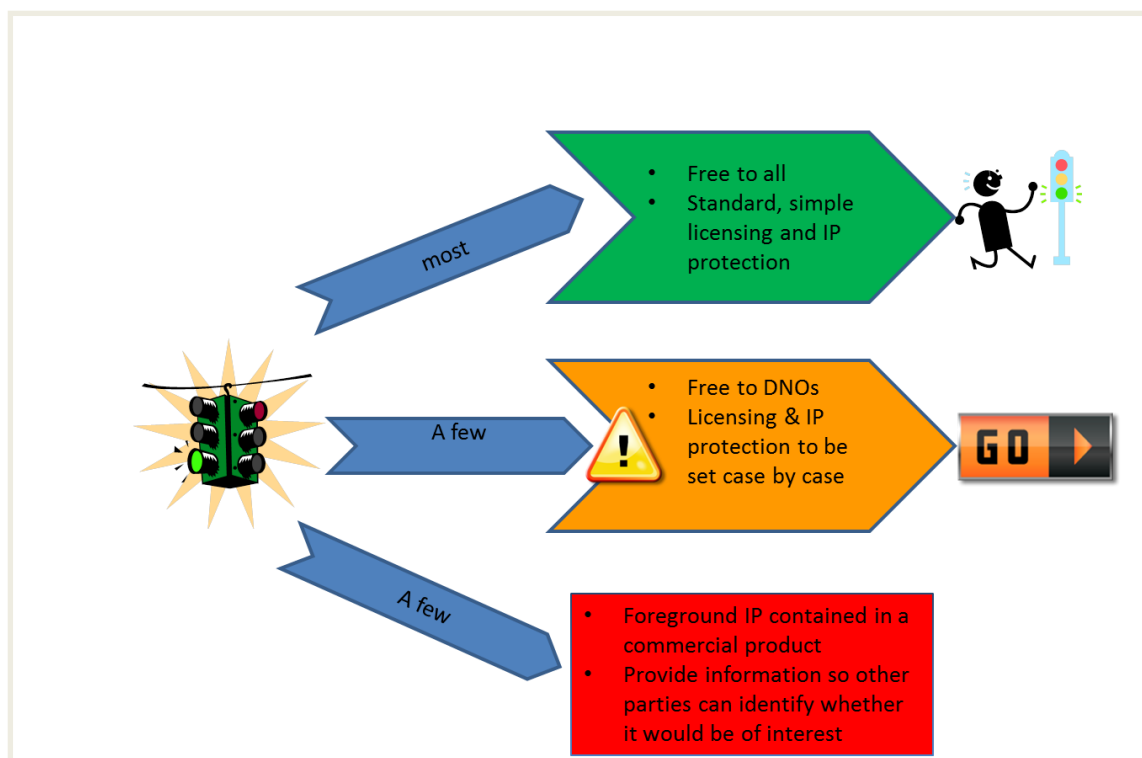 most
• Free to all
• Standard, simple
licensing and IP
protection
A few
!
• Free to DNOs
• Licensing & IP
protection to be
set case by case
GO
A few
• Foreground IP contained in a
commercial product
• Provide information so other
parties can identify whether
it would be of interest